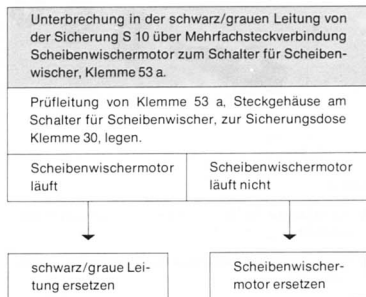 Unterbrechung in der schwarz/grauen Leitung von
der Sicherung S 10 über Mehrfachsteckverbindung
Scheibenwischermotor zum Schalter für Scheiben-
wischer, Klemme 53 a.
Prüfleitung von Klemme 53 a, Steckgehäuse am
Schalter für Scheibenwischer, zur Sicherungsdose
Klemme 30, legen.
Scheibenwischermotor
läuft
Scheibenwischermotor
läuft nicht
schwarz/graue Lei-
tung ersetzen
Scheibenwischer-
motor ersetzen